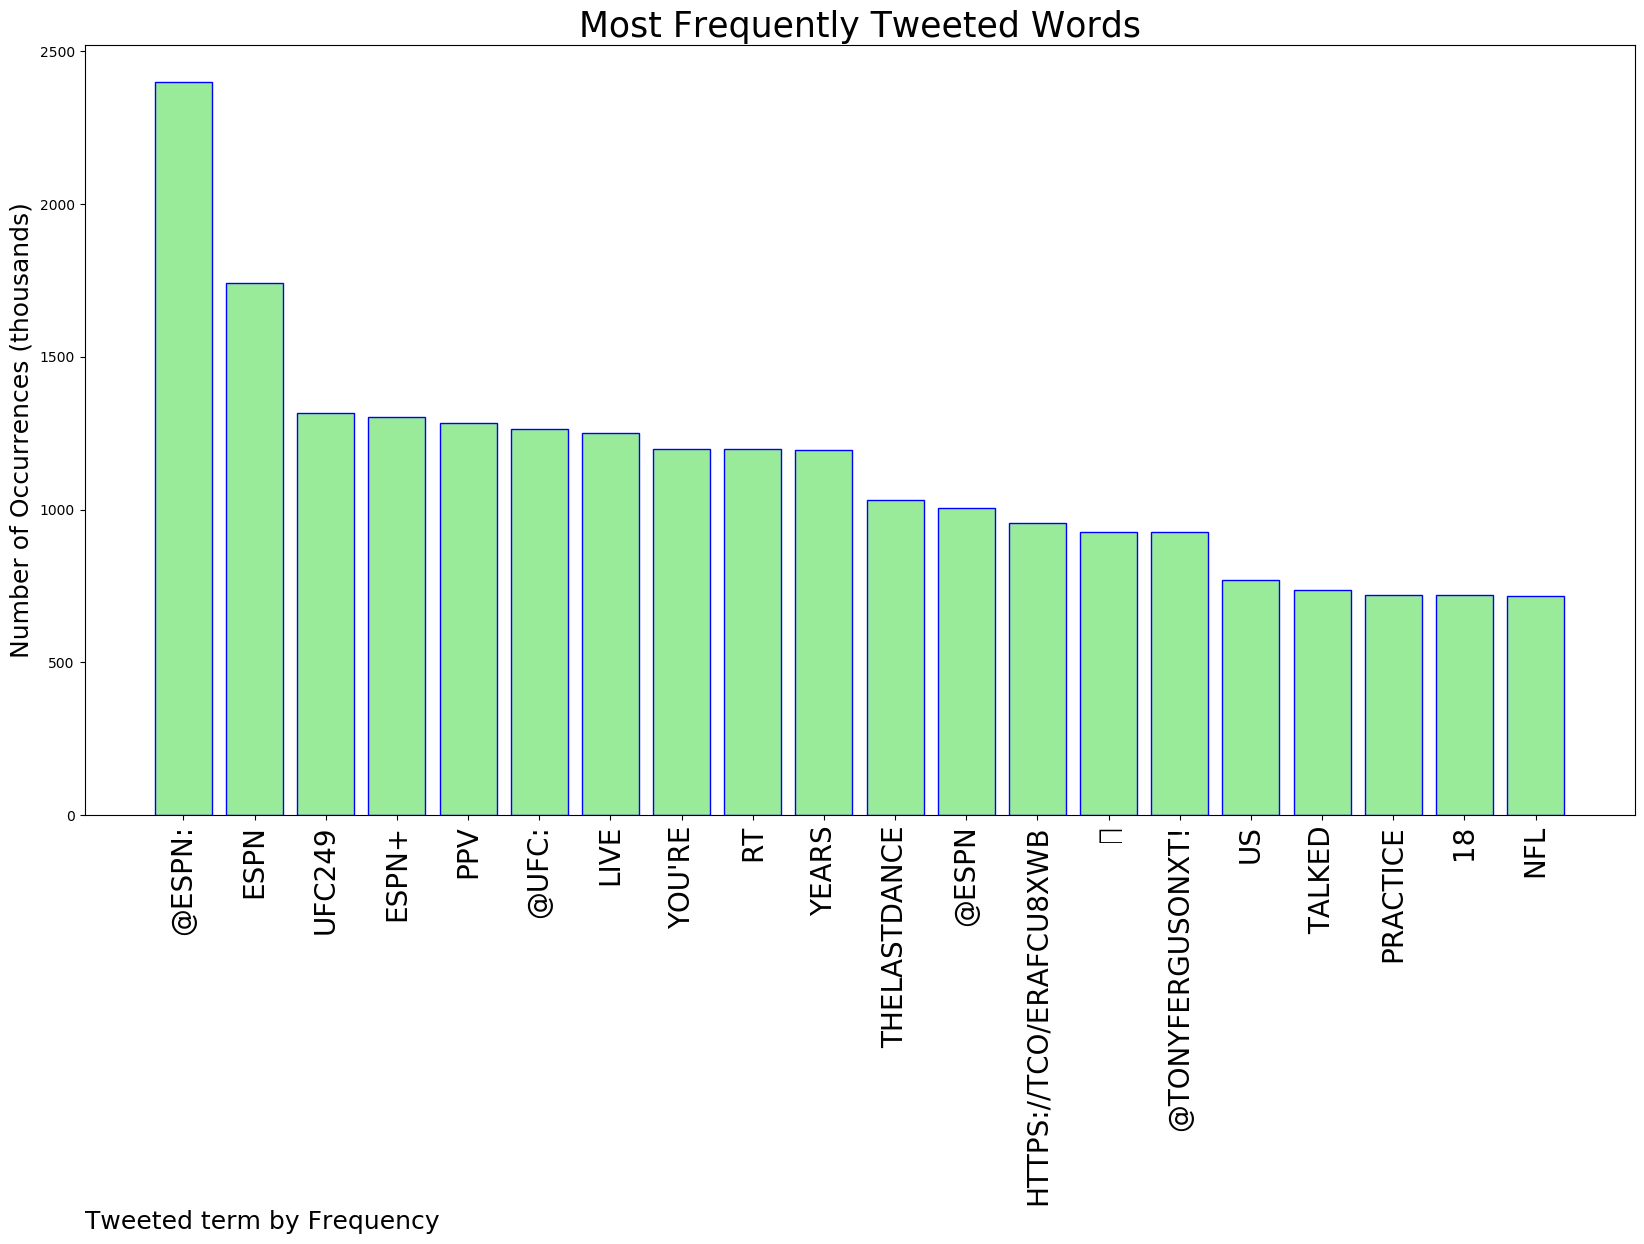 Most Frequently Tweeted Words
Number of Occurrences (thousands)
2500
2000
1500
1000
500
0
@ESPN:
ESPN
UFC249
ESPN+
PPV
@UFC:
LIVE
YOU'RE
RT
YEARS
THELASTDANCE
@ESPN
HTTPS://TCO/ERAFCU8XWB
@TONYFERGUSONXT!
US
TALKED
PRACTICE
18
NFL
Tweeted term by Frequency